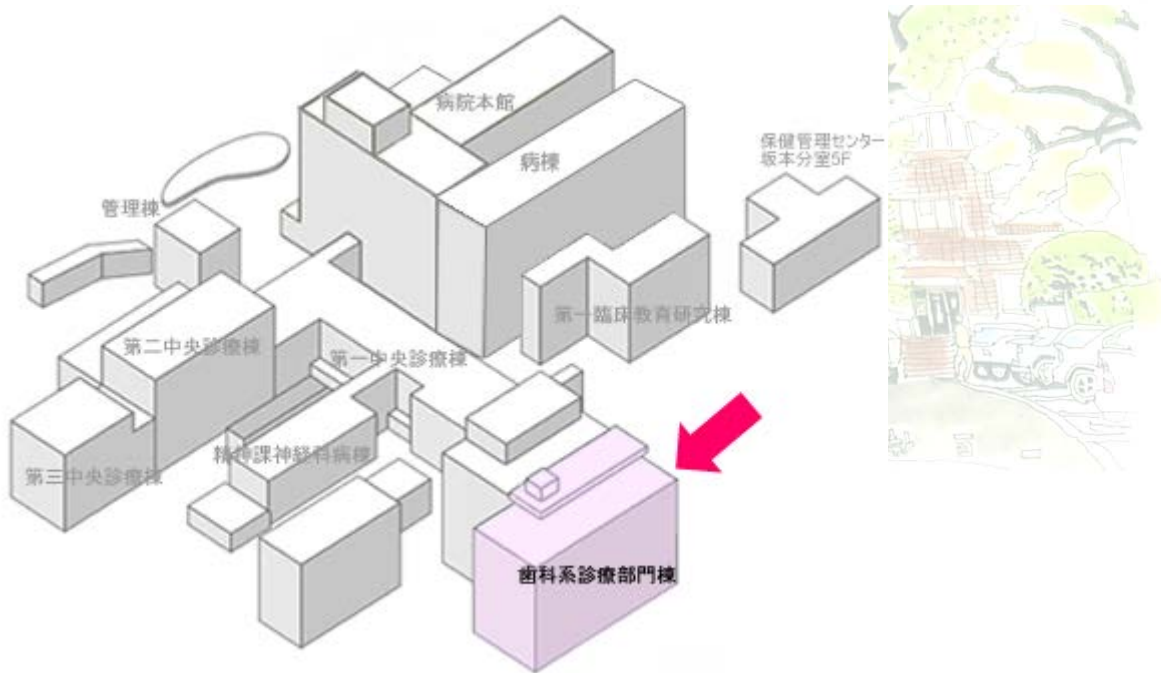 病院本館
病棟
保健管理センター
坂本分室5F
管理棟
第一臨床教育研究棟
第二中央診療棟
第一中央診療棟
精神課神経科病棟
第三中央診療棟
歯科系診療部門棟